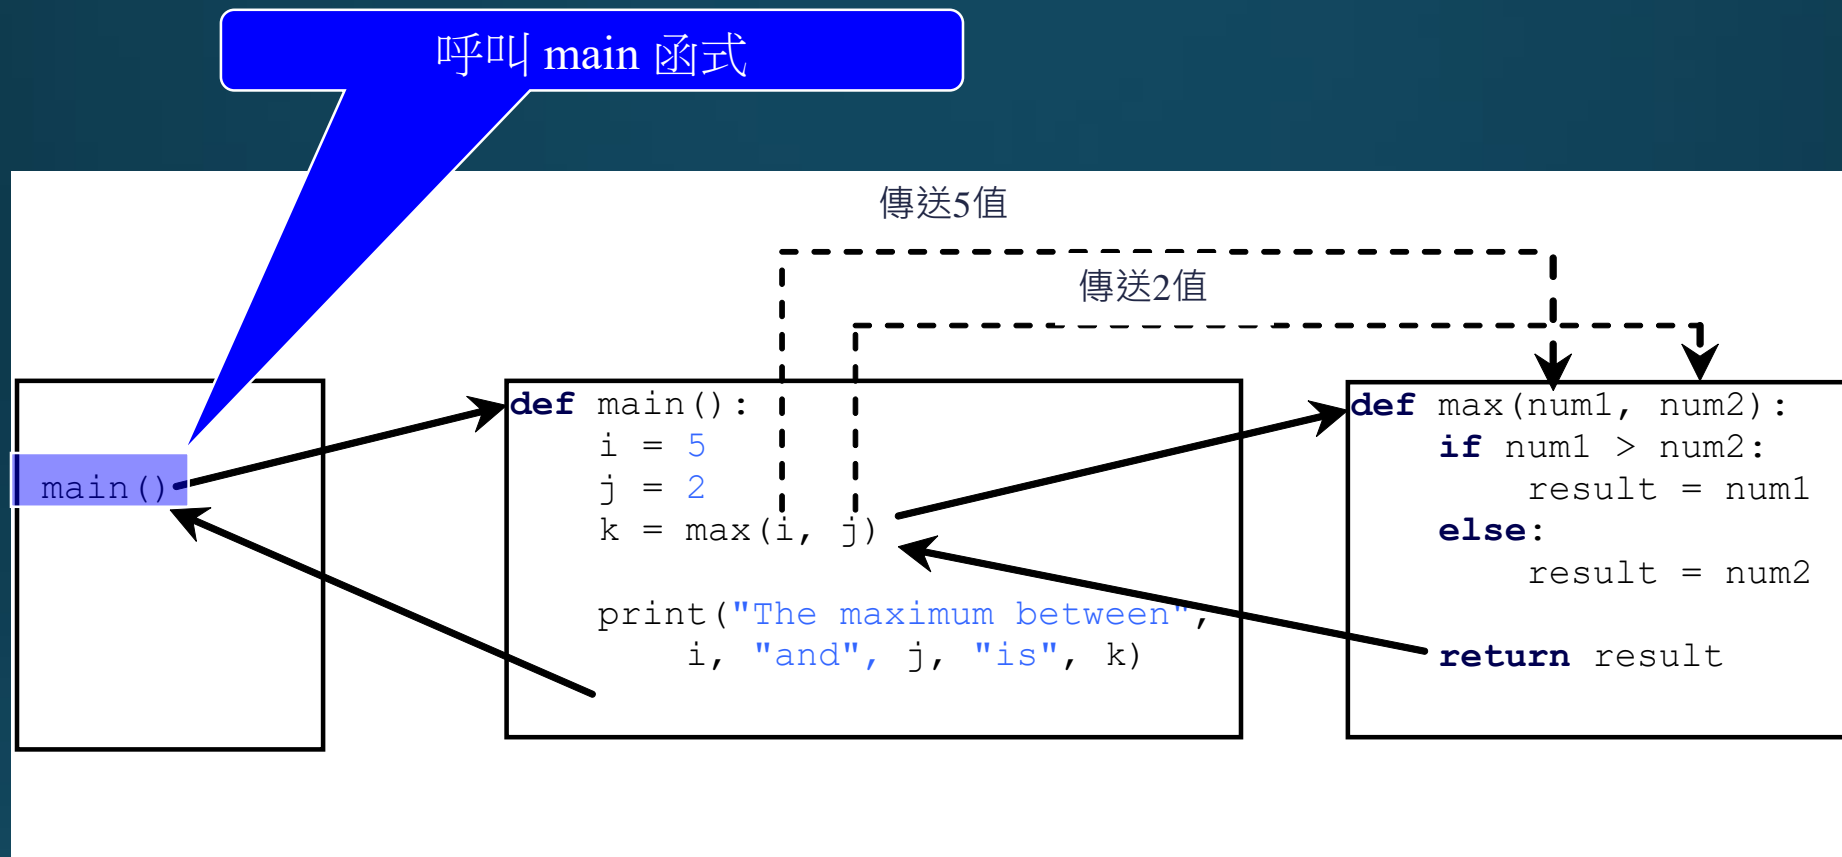 呼叫 main 函式
傳送5值
傳送2值
main()
def main():
    i = 5
    j = 2
    k = max(i, j)
    print("The maximum between",
        i, "and", j, "is", k)
def max(num1, num2):
    if num1 > num2:
        result = num1
    else:
        result = num2
    return result